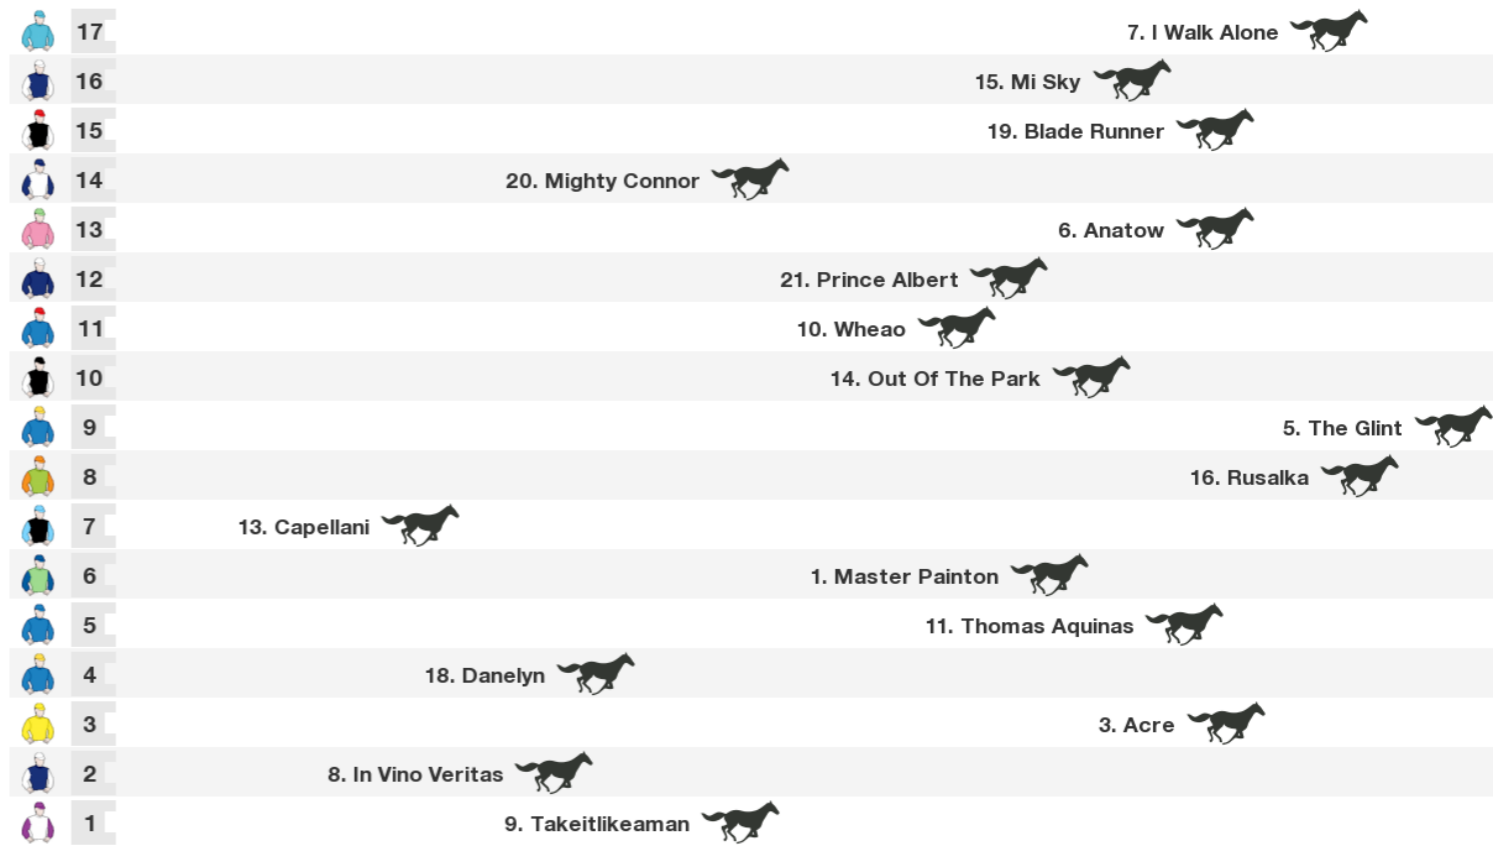 17 7. I Walk Alone
16 15. Mi Sky
15 19. Blade Runner
14 20. Mighty Connor
13 6. Anatow
12 21. Prince Albert
11 10. Wheao
10 14. Out Of The Park
9 5. The Glint
8 16. Rusalka
7 13. Capellani
6 1. Master Painton
5 11. Thomas Aquinas
4 18. Danelyn
3 3. Acre
2 8. In Vino Veritas
1 9. Takeitlikeaman